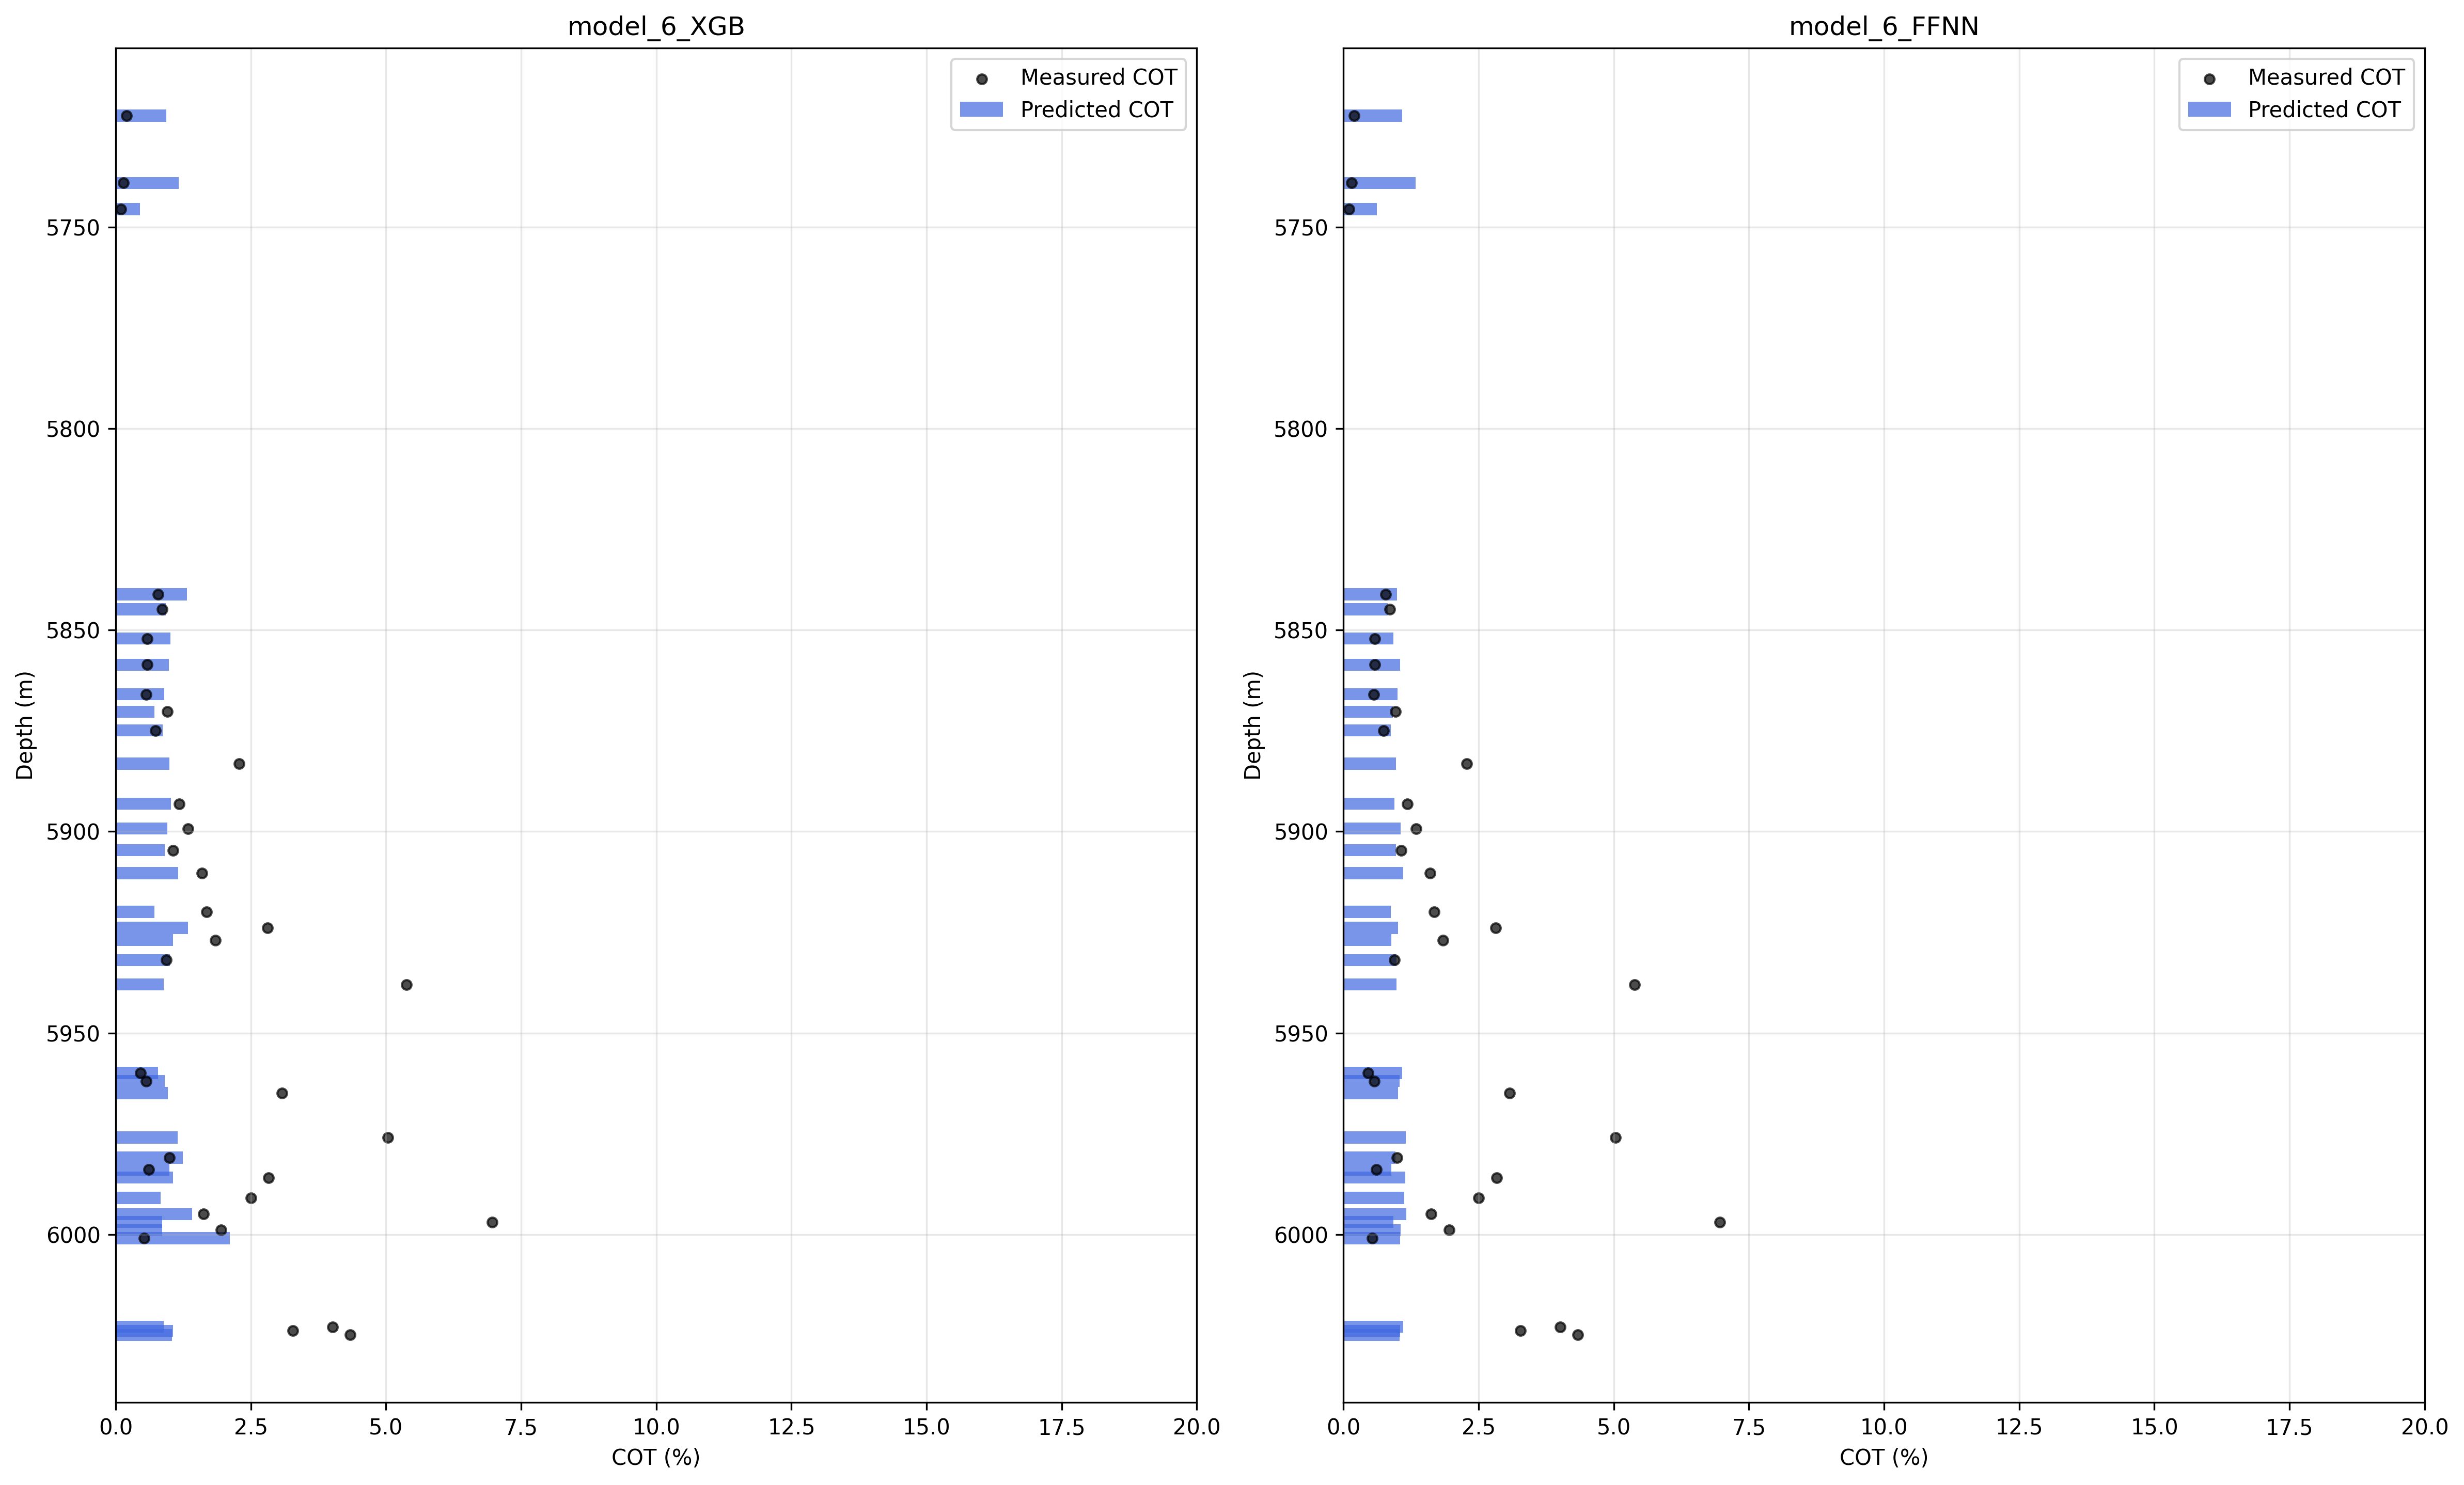 model_6_XGB
Measured COT
Predicted COT
5750
5800
5850
5900
5950
6000
Depth (m)
0.0 2.5 5.0 7.5 10.0 12.5 15.0 17.5 20.0
COT (%)
model_6_FFNN
Measured COT
Predicted COT
5750
5800
5850
5900
5950
6000
Depth (m)
0.0 2.5 5.0 7.5 10.0 12.5 15.0 17.5 20.0
COT (%)